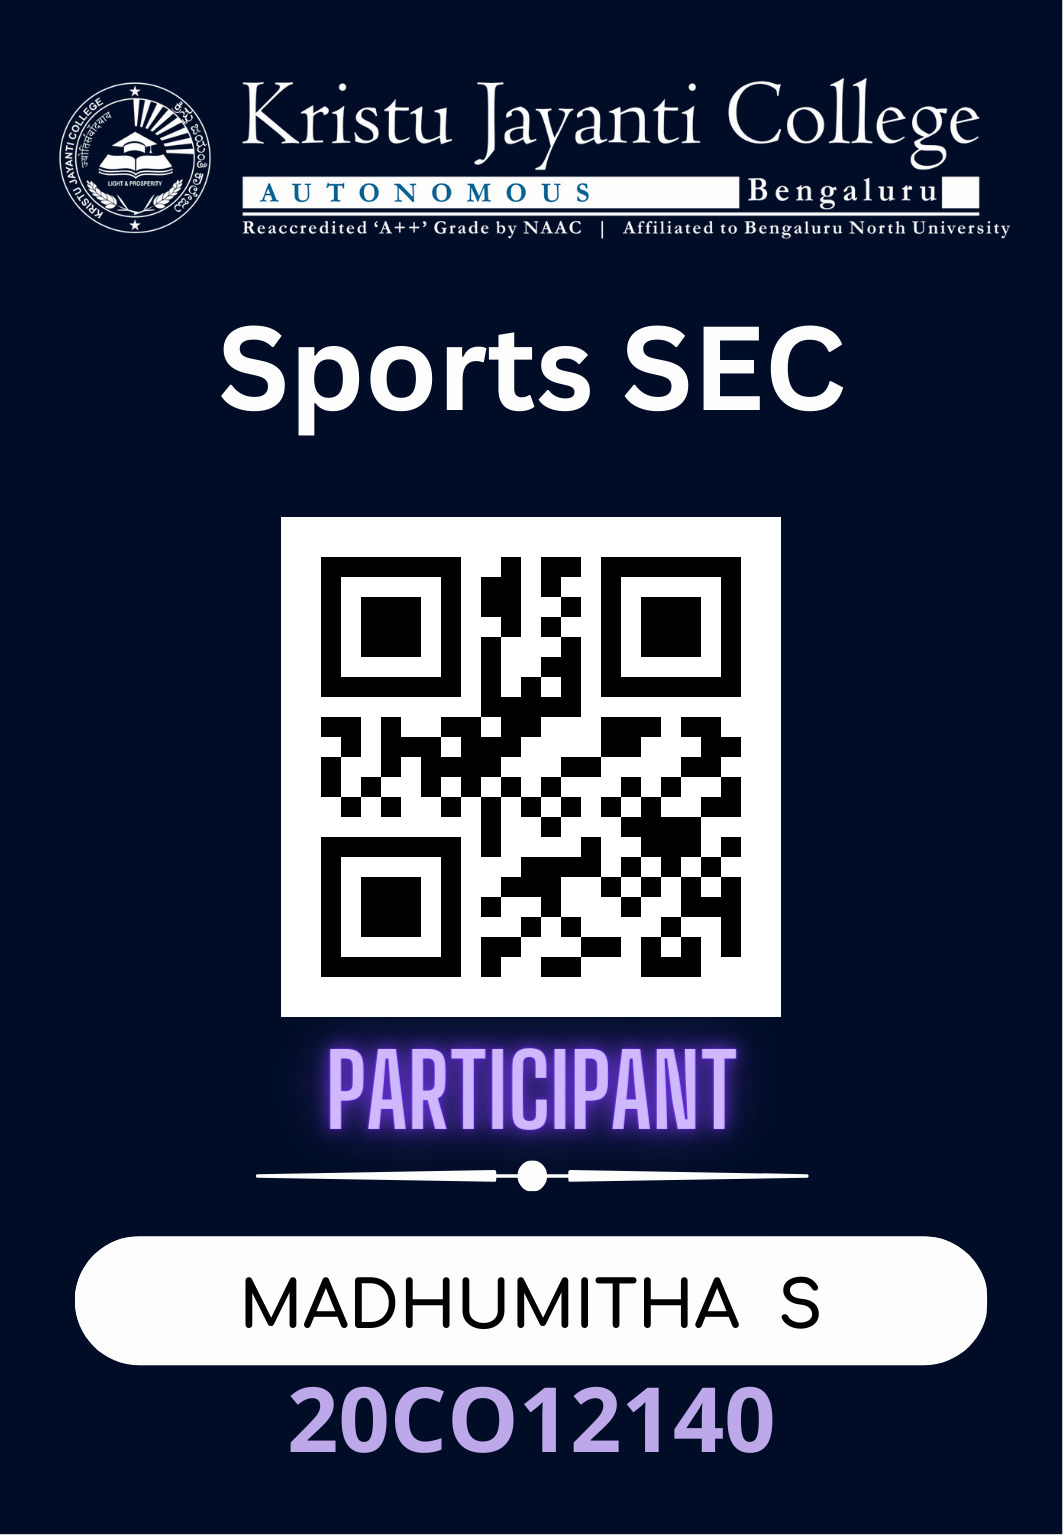 Kristu Jayanti College
AUTONOMOUS Bengaluru
Reaccredited ‘A++’ Grade by NAAC | Affiliated to Bengaluru North University
KRISTU JAYANTI COLLEGE
LIGHT & PROSPERITY
Sports SEC
PARTICIPANT
MADHUMITHA S
20CO12140